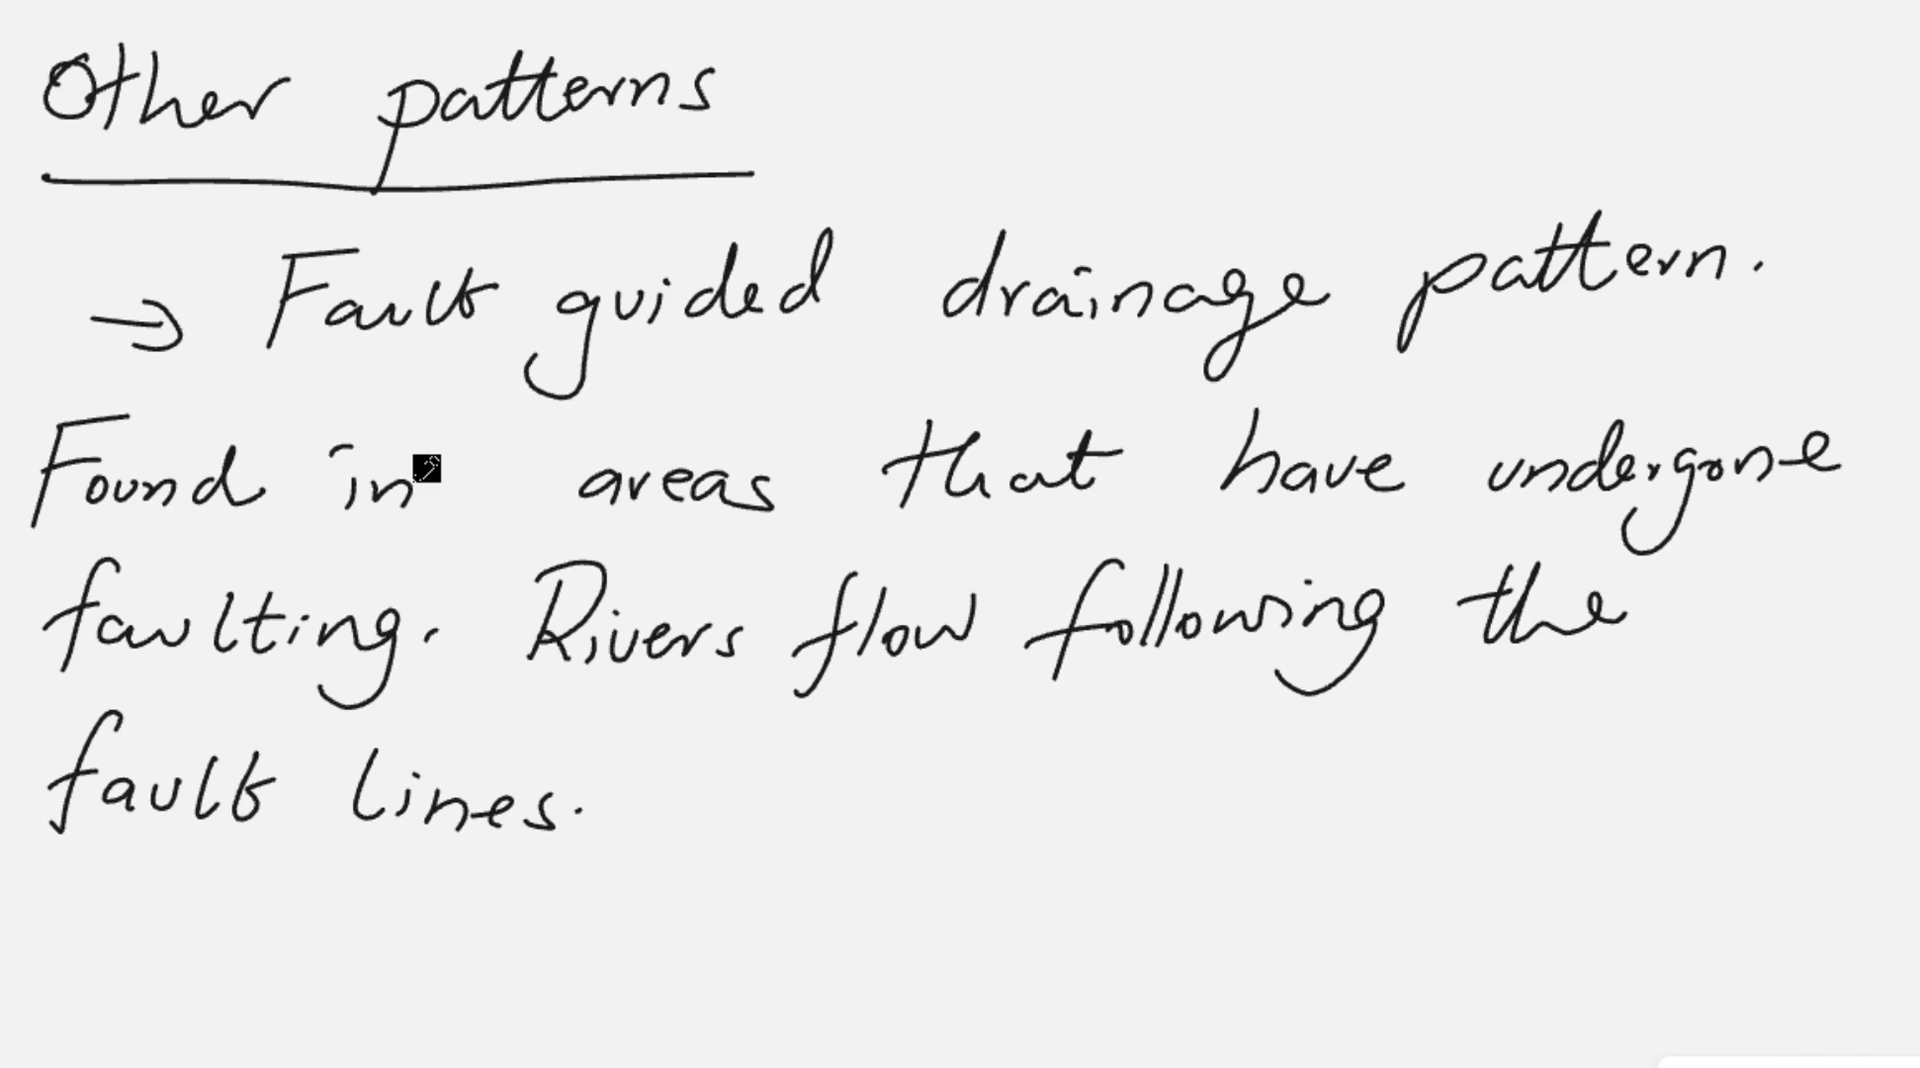 Other patterns
→ Fault guided drainage pattern.
Found in areas that have undergone
faulting. Rivers flow following the
fault lines.